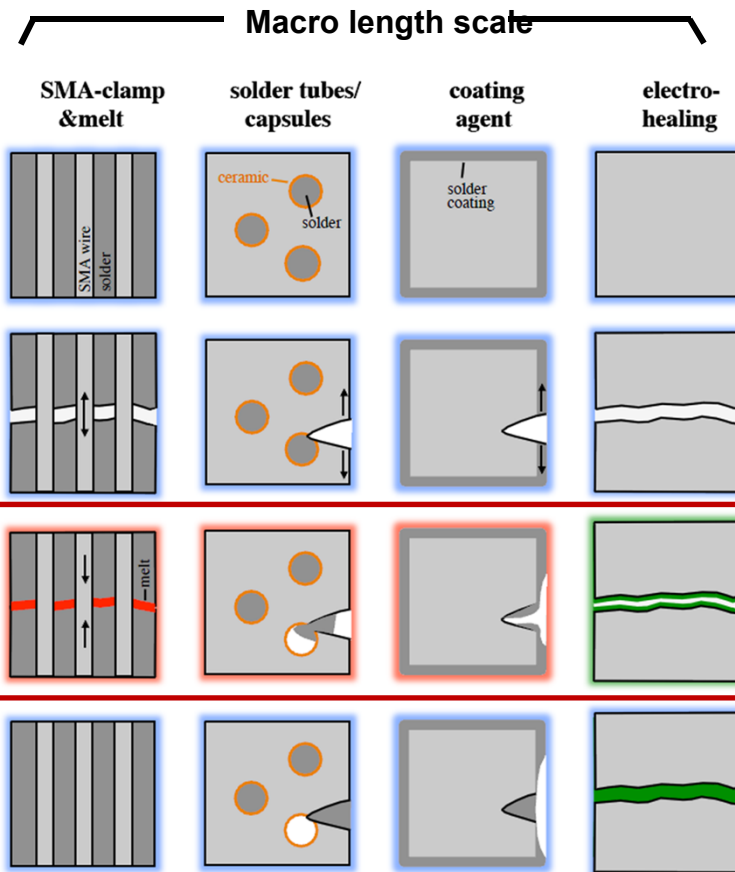 Macro length scale
SMA-clamp
&melt
solder tubes/
capsules
coating
agent
electro-
healing
SMA wire
solder
ceramic
solder
solder
coating
melt